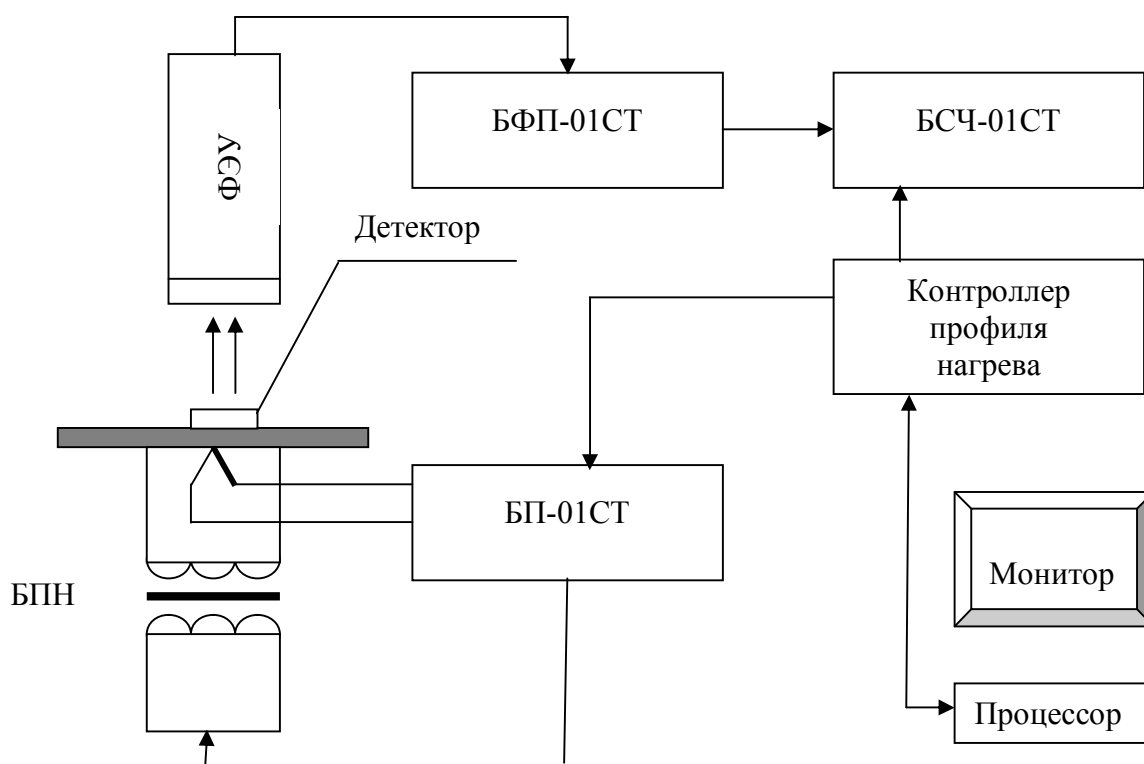 БФП-01СТ
БСЧ-01СТ
ФЭУ
Детектор
Контроллер
профиля
нагрева
БП-01СТ
БПН
Монитор
Процессор